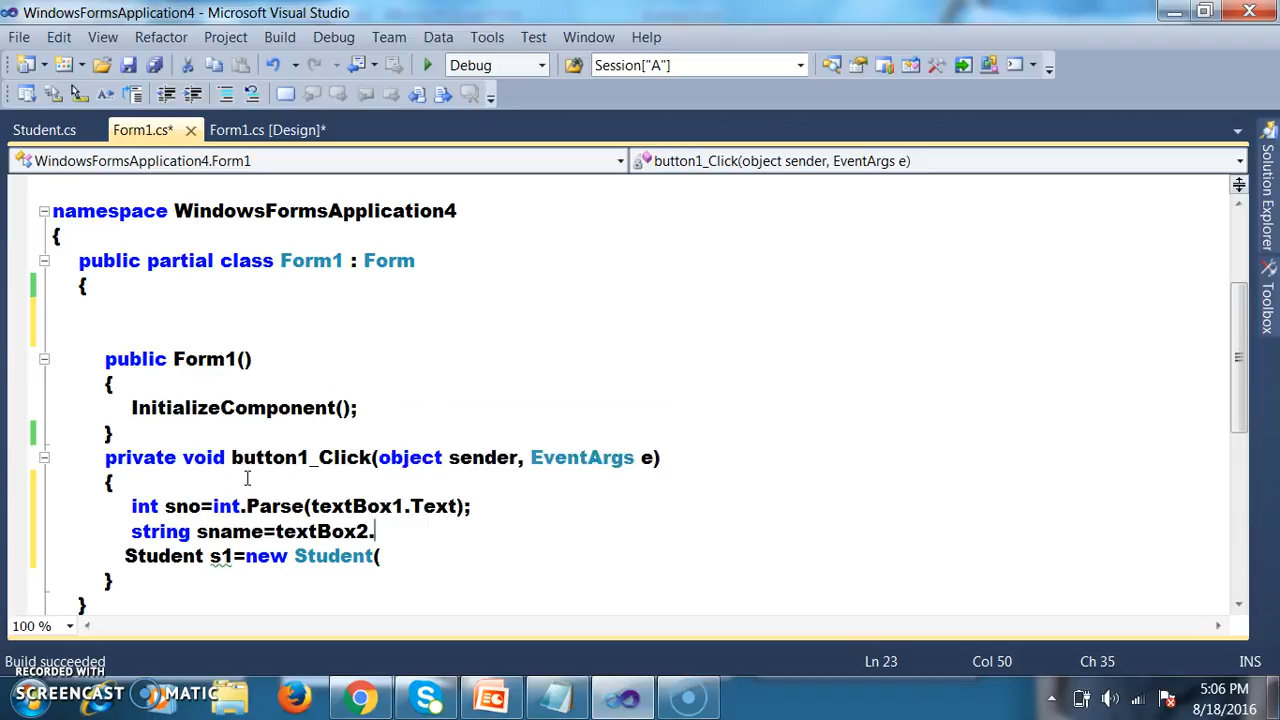 WindowsFormsApplication4 - Microsoft Visual Studio
File Edit View Refactor Project Build Debug Team Data Tools Test Window Help
Debug Session["A"]
Student.cs Form1.cs* Form1.cs [Design]*
WindowsFormsApplication4.Form1 button1_Click(object sender, EventArgs e)
namespace WindowsFormsApplication4
{
public partial class Form1 : Form
{
public Form1()
{
InitializeComponent();
}
private void button1_Click(object sender, EventArgs e)
{
int sno=int.Parse(textBox1.Text);
string sname=textBox2.
Student s1=new Student(
}
}
Solution Explorer
Toolbox
100 %
Build succeeded Ln 23 Col 50 Ch 35 INS
RECORDED WITH
SCREENCAST MATIC
5:06 PM
8/18/2016